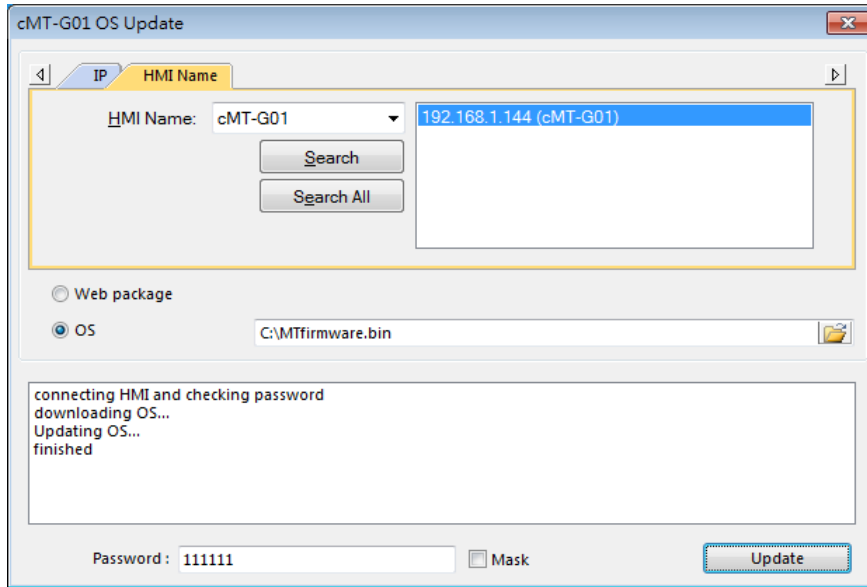 cMT-G01 OS Update
IP HMI Name
HMI Name: cMT-G01 192.168.1.144 (cMT-G01)
Search
Search All
Web package
OS C:\MTfirmware.bin
connecting HMI and checking password
downloading OS...
Updating OS...
finished
Password : 111111 Mask Update